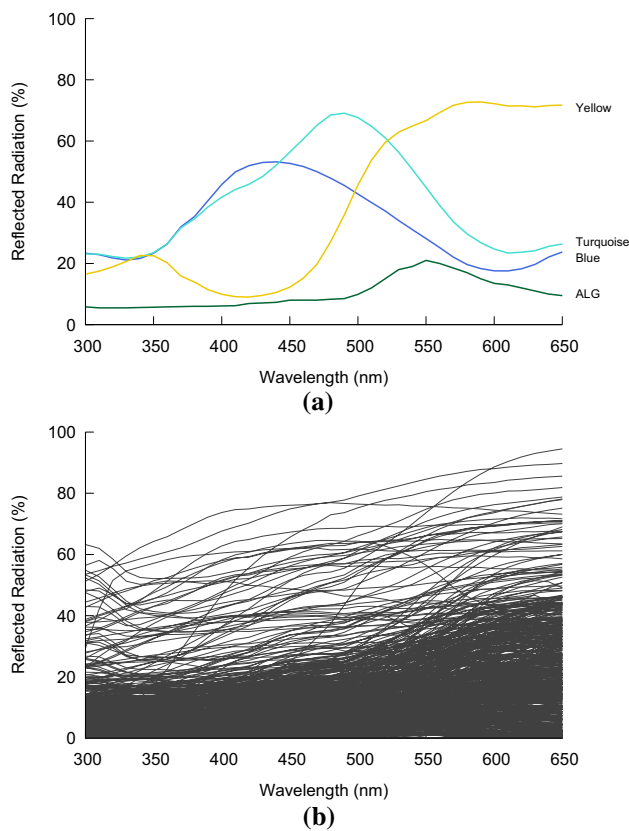 100
80
60
40
20
0
Reflected Radiation (%)
Yellow
Turquoise
Blue
ALG
300 350 400 450 500 550 600 650
Wavelength (nm)
(a)
100
80
60
40
20
0
Reflected Radiation (%)
300 350 400 450 500 550 600 650
Wavelength (nm)
(b)